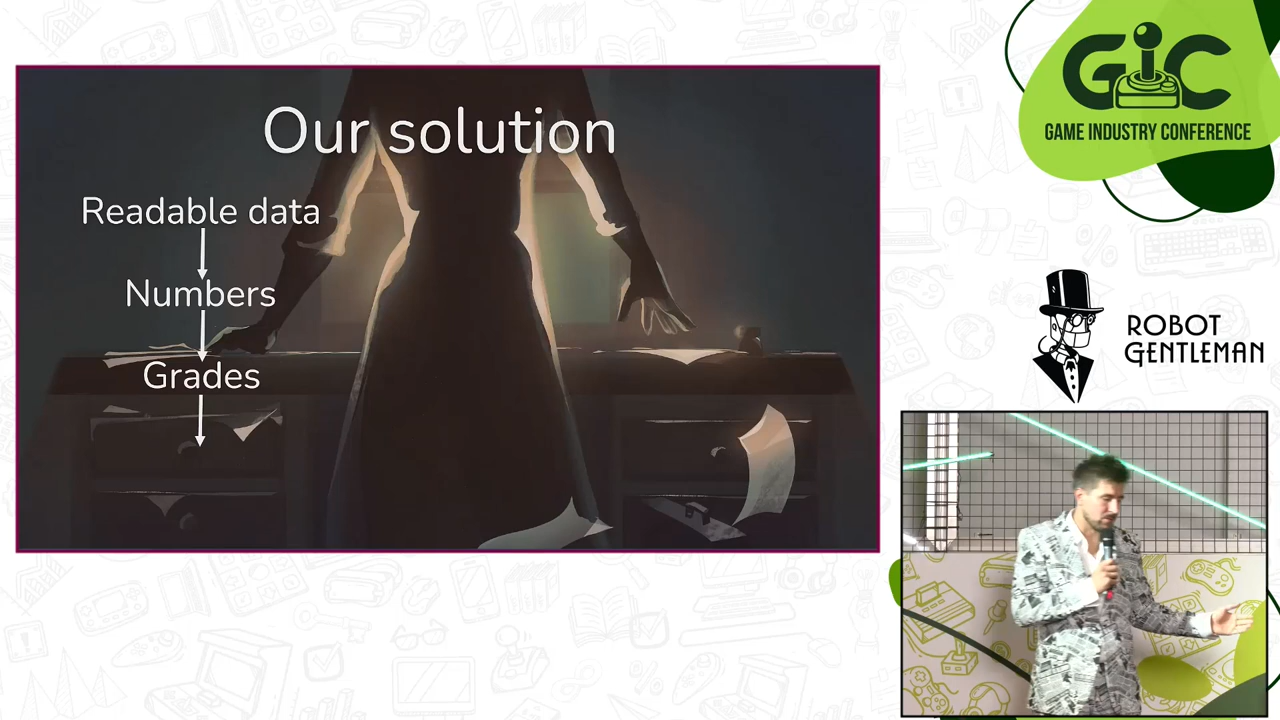 Our solution
Readable data
Numbers
Grades
GIC
GAME INDUSTRY CONFERENCE
ROBOT
GENTLEMAN